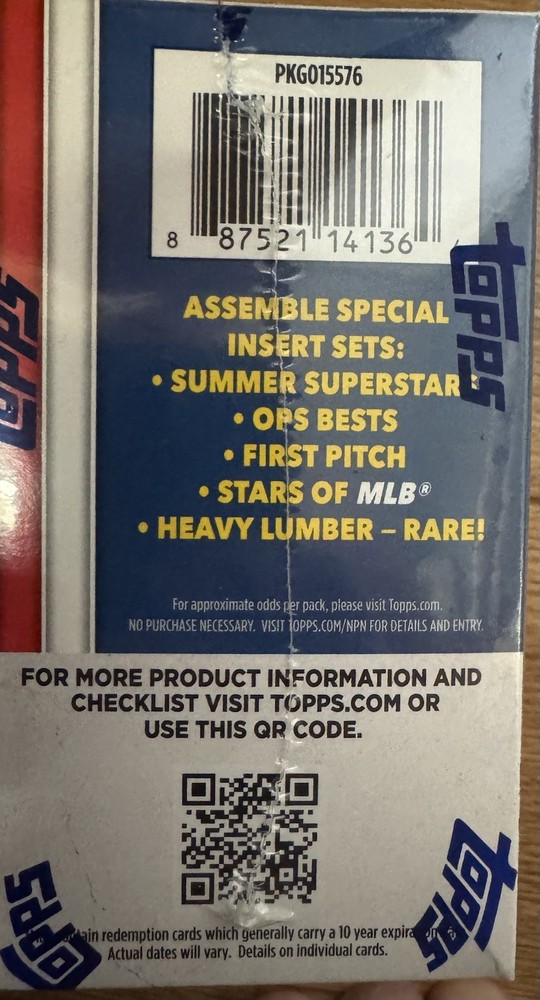 PKG015576
8 87521 14136
ASSEMBLE SPECIAL
INSERT SETS:
• SUMMER SUPERSTARS
• OPS BESTS
• FIRST PITCH
• STARS OF MLB®
• HEAVY LUMBER – RARE!
For approximate odds per pack, please visit Topps.com.
NO PURCHASE NECESSARY. VISIT TOPPS.COM/NPN FOR DETAILS AND ENTRY.
FOR MORE PRODUCT INFORMATION AND
CHECKLIST VISIT TOPPS.COM OR
USE THIS QR CODE.
redemption cards which generally carry a 10 year
Actual dates will vary. Details on individual cards.
topps
topps
topps
topps